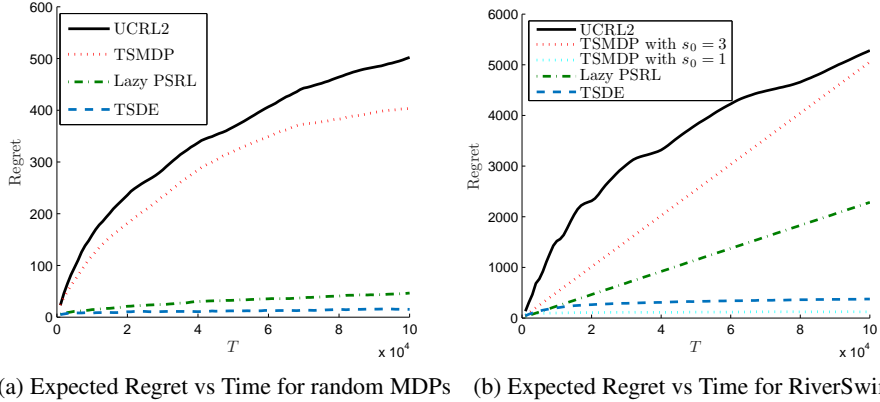 600
500
400
300
200
100
0
Regret
UCRL2
TSMDP
Lazy PSRL
TSDE
0 2 4 6 8 10
T
x 10^4
6000
5000
4000
3000
2000
1000
0
Regret
UCRL2
TSMDP with s_0 = 3
TSMDP with s_0 = 1
Lazy PSRL
TSDE
0 2 4 6 8 10
T
x 10^4
(a) Expected Regret vs Time for random MDPs
(b) Expected Regret vs Time for RiverSwi